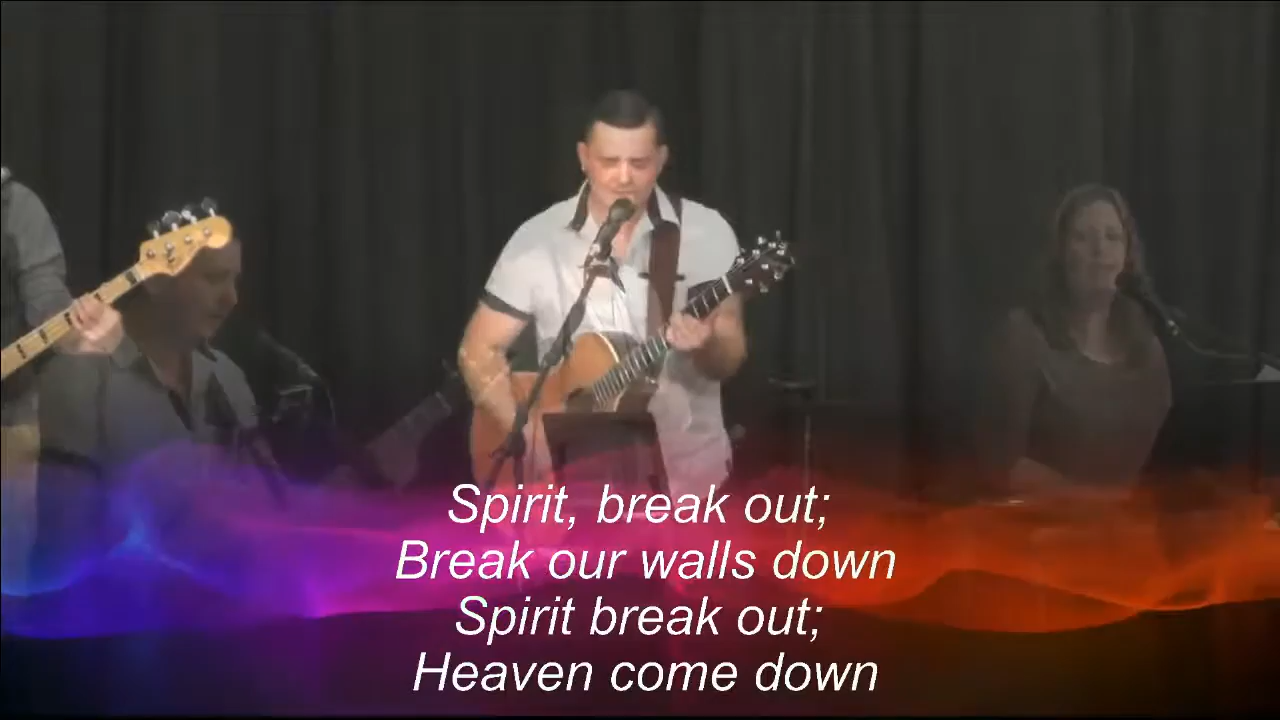 Spirit, break out;
Break our walls down
Spirit break out;
Heaven come down